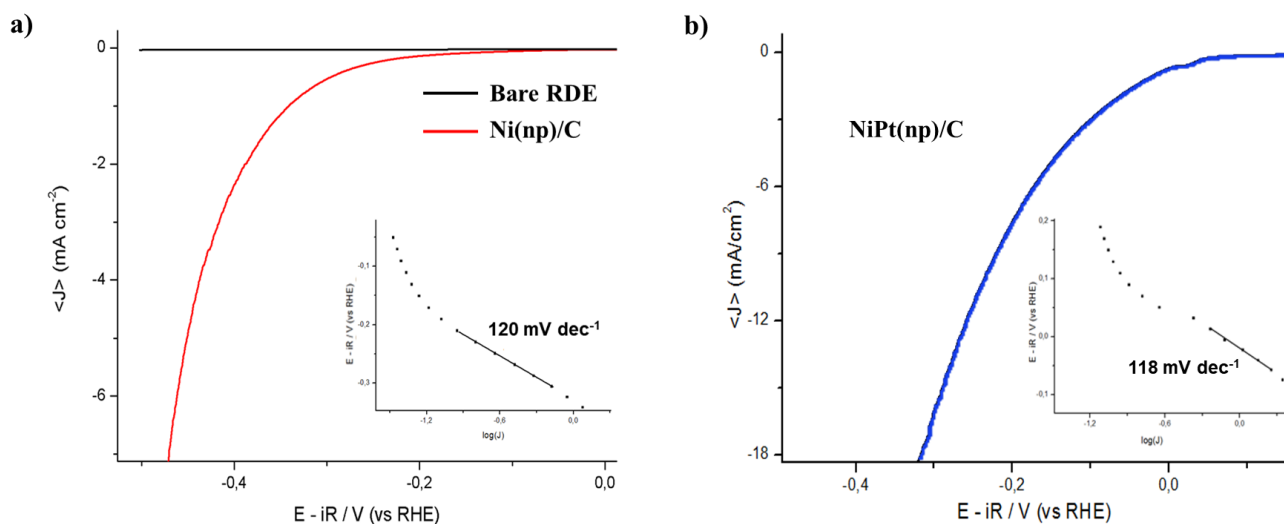 a)
0
-2
-4
-6
<J> (mA cm⁻²)
-0,4
-0,2
0,0
E - iR / V (vs RHE)
Bare RDE
Ni(np)/C
-0,1
-0,2
-0,3
E - iR / V (vs RHE)
120 mV dec⁻¹
-1,2
-0,6
0,0
log(J)
b)
0
-6
-12
-18
<J> (mA/cm²)
-0,4
-0,2
0,0
E - iR / V (vs RHE)
NiPt(np)/C
0,2
0,1
0,0
-0,1
E - iR / V (vs RHE)
118 mV dec⁻¹
-1,2
-0,6
0,0
log(J)